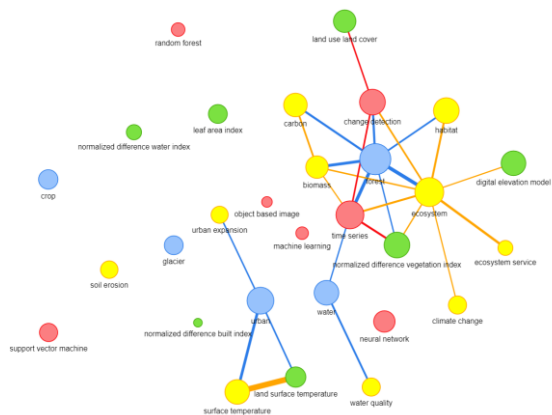 land use land cover
random forest
change detection
carbon
habitat
leaf area index
normalized difference water index
forest
biomass
digital elevation model
crop
ecosystem
object based image
urban expansion
time series
machine learning
ecosystem service
glacier
normalized difference vegetation index
soil erosion
water
climate change
urban
normalized difference built index
neural network
support vector machine
land surface temperature
water quality
surface temperature